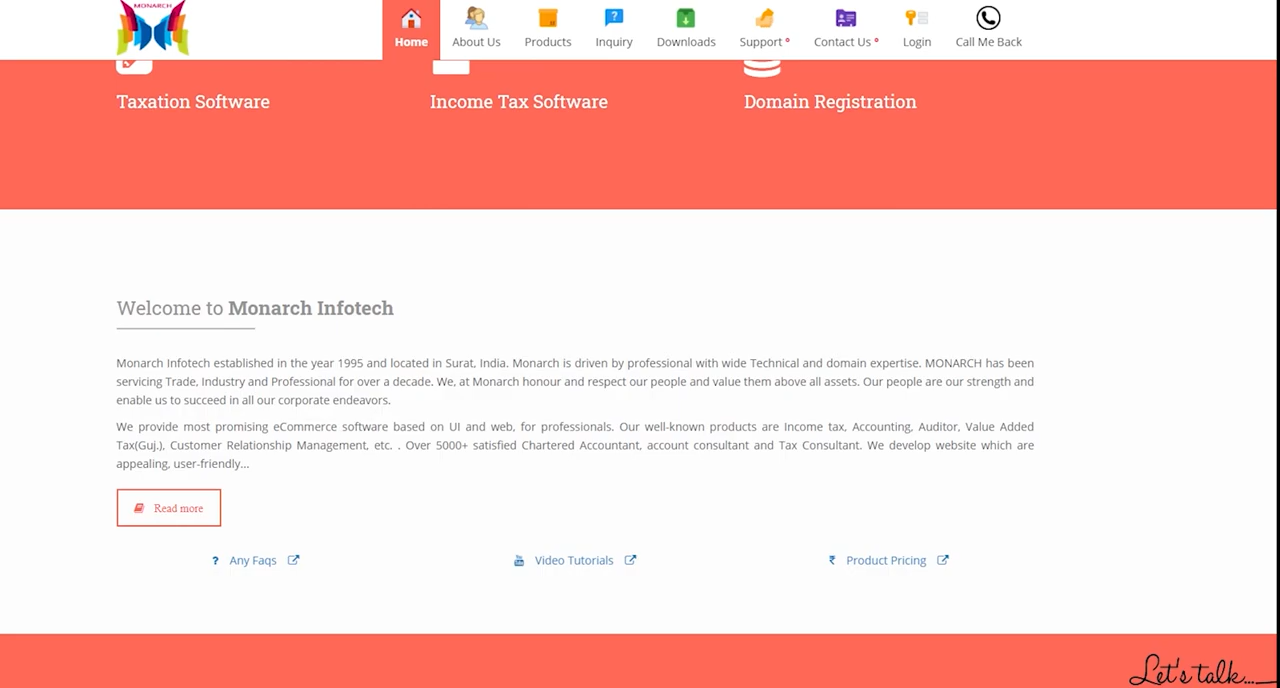 MONARCH
Home About Us Products Inquiry Downloads Support Contact Us Login Call Me Back
Taxation Software Income Tax Software Domain Registration
Welcome to Monarch Infotech
Monarch Infotech established in the year 1995 and located in Surat, India. Monarch is driven by professional with wide Technical and domain expertise. MONARCH has been
servicing Trade, Industry and Professional for over a decade. We, at Monarch honour and respect our people and value them above all assets. Our people are our strength and
enable us to succeed in all our corporate endeavors.
We provide most promising eCommerce software based on UI and web, for professionals. Our well-known products are Income tax, Accounting, Auditor, Value Added
Tax(Guj.), Customer Relationship Management, etc. . Over 5000+ satisfied Chartered Accountant, account consultant and Tax Consultant. We develop website which are
appealing, user-friendly...
Read more
? Any Faqs Video Tutorials ₹ Product Pricing
Let's talk....